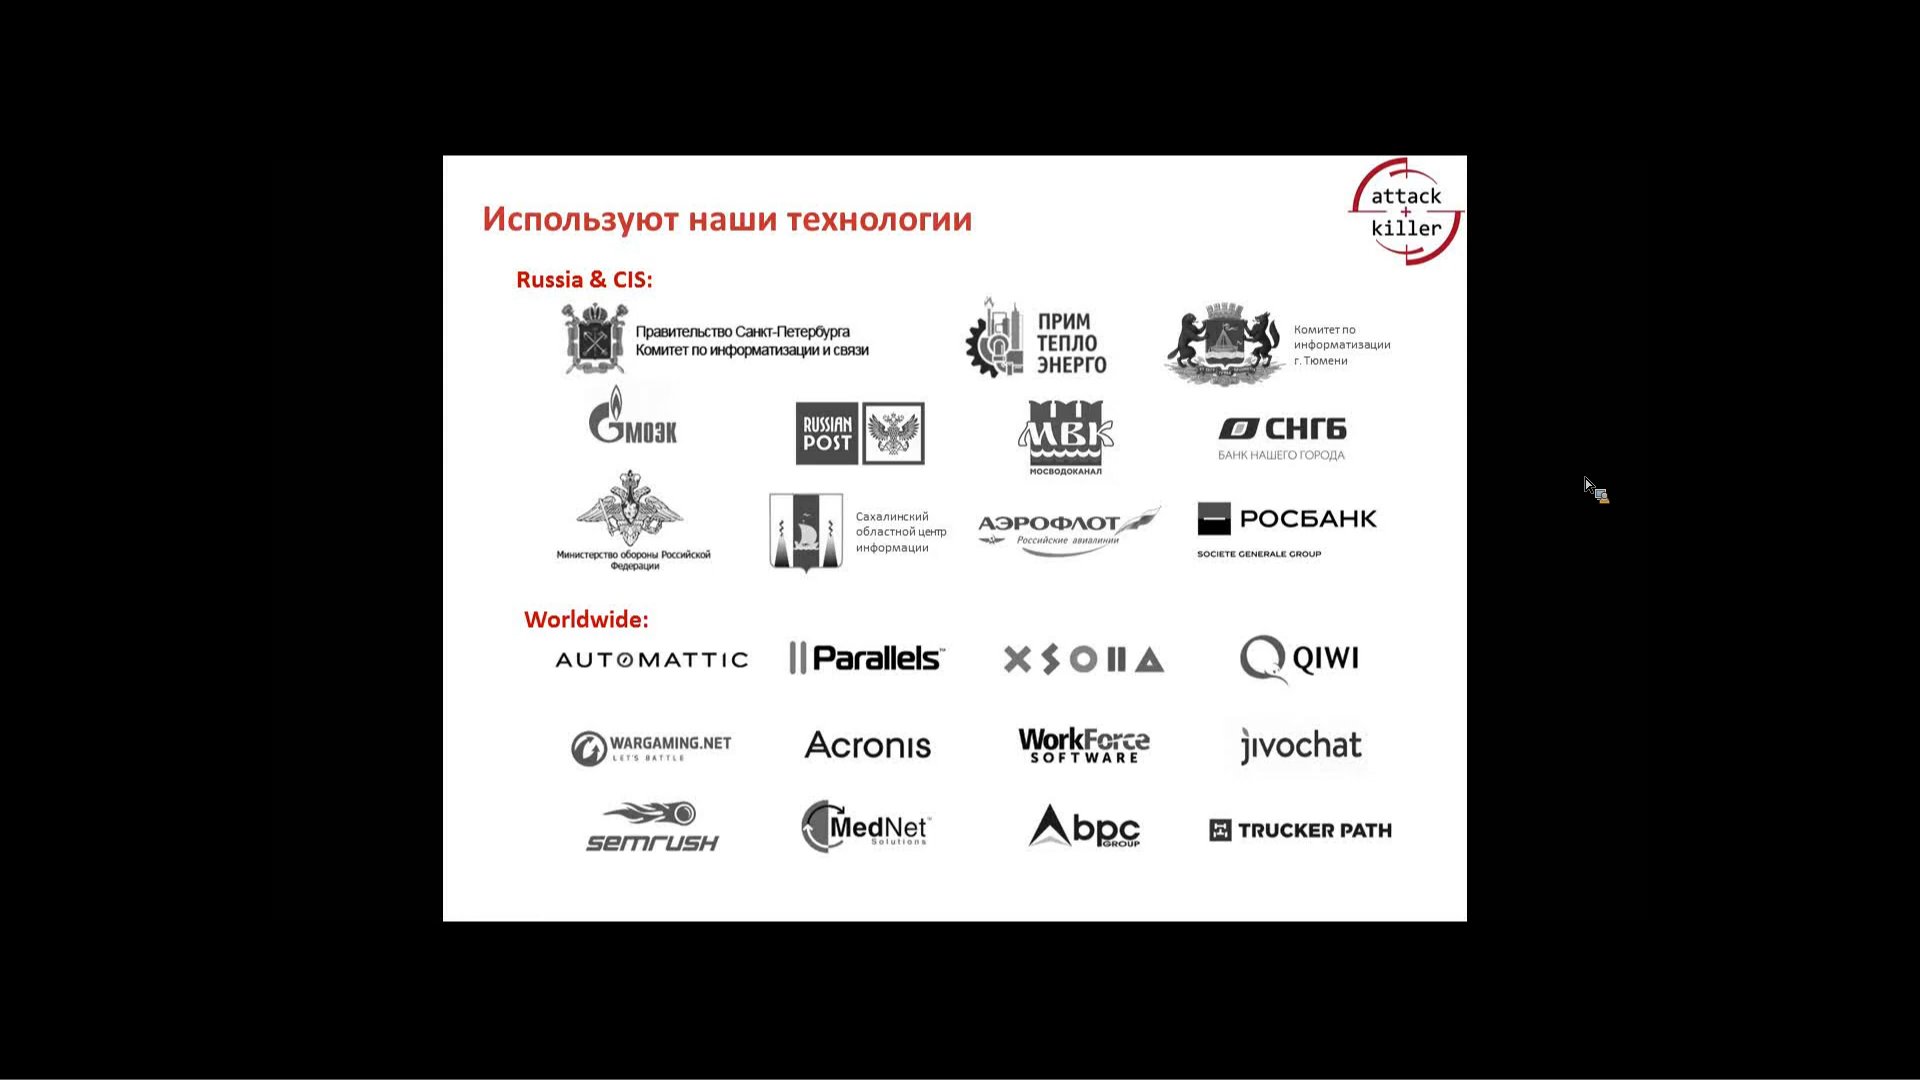 attack
killer
Используют наши технологии
Russia & CIS:
Правительство Санкт-Петербурга
Комитет по информатизации и связи
ПРИМ
ТЕПЛО
ЭНЕРГО
Комитет по
информатизации
г. Тюмени
МОЭК
RUSSIAN
POST
МВК
МОСВОДОКАНАЛ
СНГБ
БАНК НАШЕГО ГОРОДА
Министерство обороны Российской
Федерации
Сахалинский
областной центр
информации
АЭРОФЛОТ
Российские авиалинии
РОСБАНК
SOCIETE GENERALE GROUP
Worldwide:
AUTOMATTIC
Parallels™
XSOLLA
QIWI
WARGAMING.NET
LET'S BATTLE
Acronis
WorkForce
SOFTWARE
jivochat
semrush
MedNet™
Solutions
bpc
GROUP
TRUCKER PATH